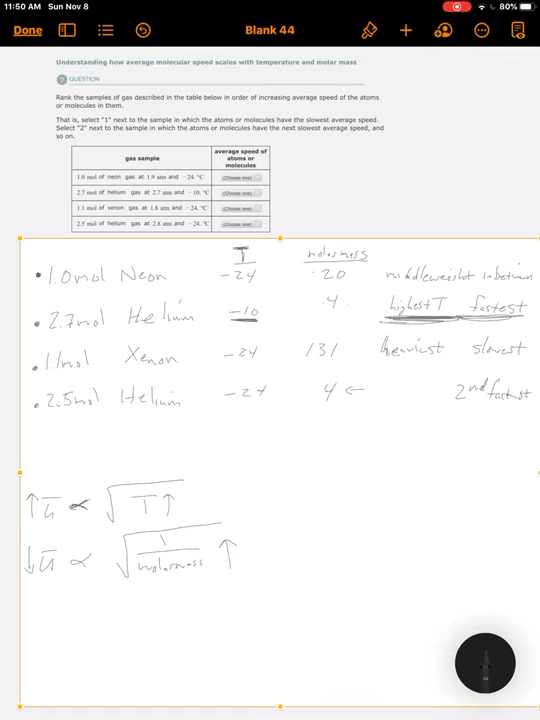 11:50 AM Sun Nov 8
80%
Done
Blank 44
Understanding how average molecular speed scales with temperature and molar mass
? QUESTION
Rank the samples of gas described in the table below in order of increasing average speed of the atoms
or molecules in them.
That is, select "1" next to the sample in which the atoms or molecules have the slowest average speed.
Select "2" next to the sample in which the atoms or molecules have the next slowest average speed, and
so on.
gas sample
average speed of
atoms or
molecules
1.0 mol of neon gas at 1.9 atm and −24. °C (Choose one)
2.7 mol of helium gas at 2.7 atm and −10. °C (Choose one)
1.1 mol of xenon gas at 1.8 atm and −24. °C (Choose one)
2.5 mol of helium gas at 2.8 atm and −24. °C (Choose one)
T molarmass
• 1.0mol Neon −24 20 middleweight inbetween
• 2.7mol Helium −10 4 highest T fastest
• 1.1mol Xenon −24 131 heaviest slowest
• 2.5mol Helium −24 4 ← 2nd fastest
↑ū ∝ √T↑
↓ū ∝ √1/molarmass ↑